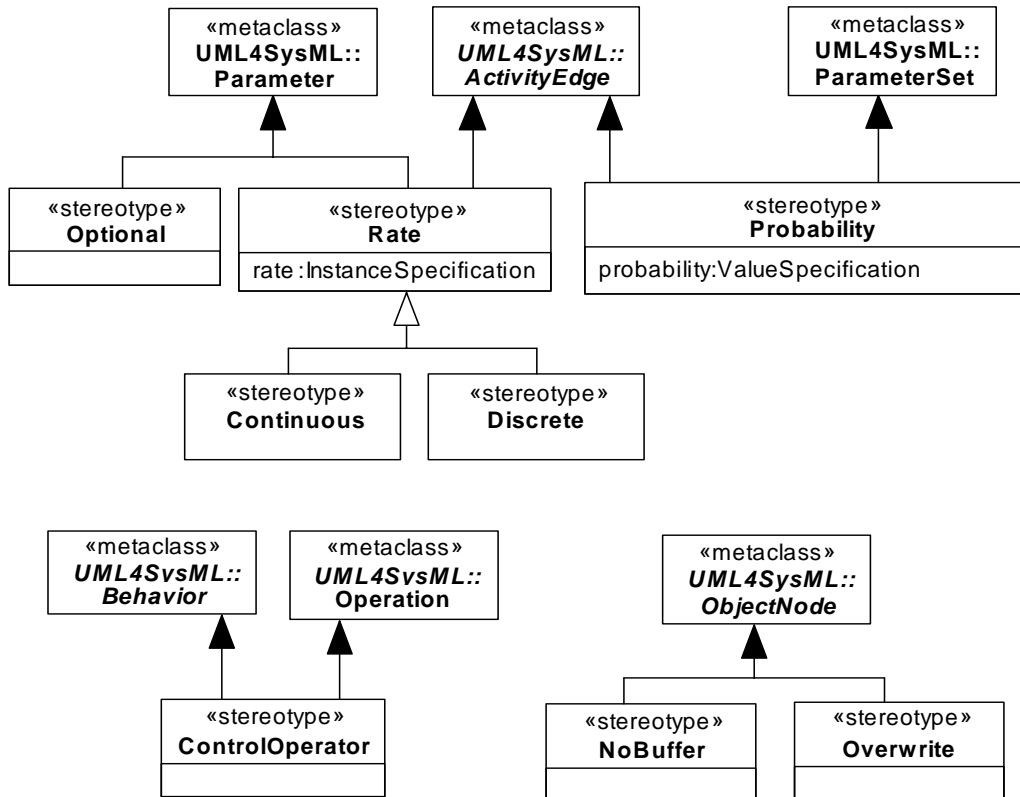 «metaclass»
UML4SysML::
Parameter
«metaclass»
UML4SysML::
ActivityEdge
«metaclass»
UML4SysML::
ParameterSet
«stereotype»
Optional
«stereotype»
Rate
rate :InstanceSpecification
«stereotype»
Probability
probability:ValueSpecification
«stereotype»
Continuous
«stereotype»
Discrete
«metaclass»
UML4SysML::
Behavior
«metaclass»
UML4SysML::
Operation
«metaclass»
UML4SysML::
ObjectNode
«stereotype»
ControlOperator
«stereotype»
NoBuffer
«stereotype»
Overwrite